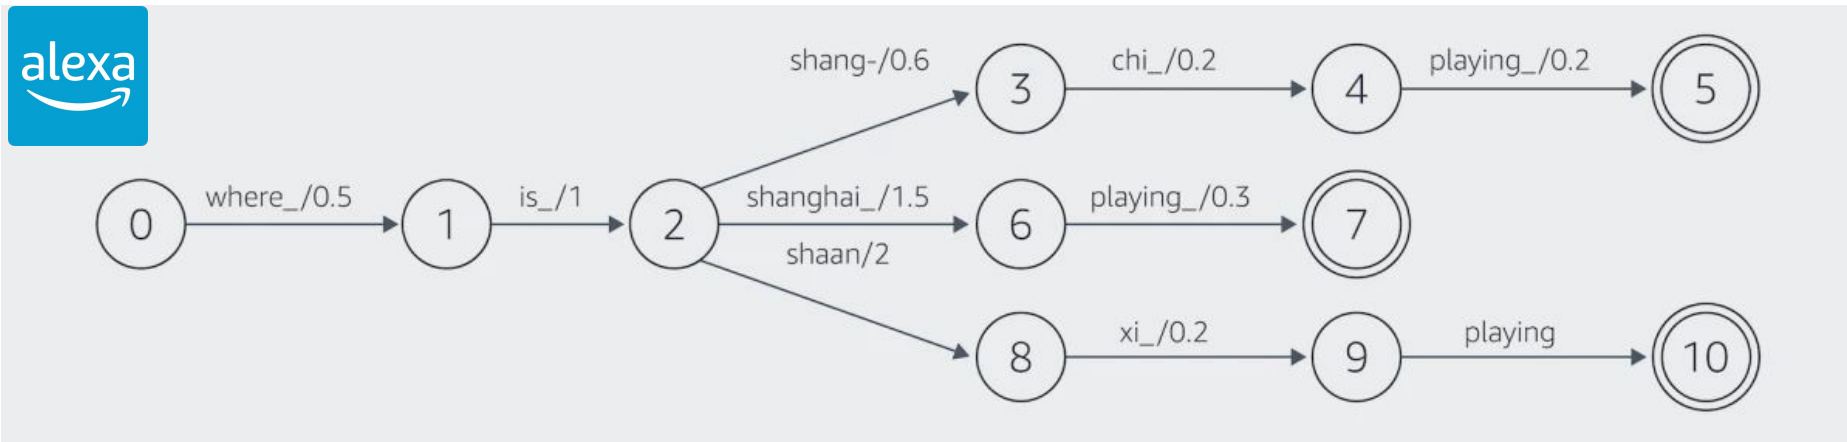 alexa
shang-/0.6
chi_/0.2
playing_/0.2
3
4
5
where_/0.5
is_/1
shanghai_/1.5
playing_/0.3
0
1
2
6
7
shaan/2
xi_/0.2
playing
8
9
10